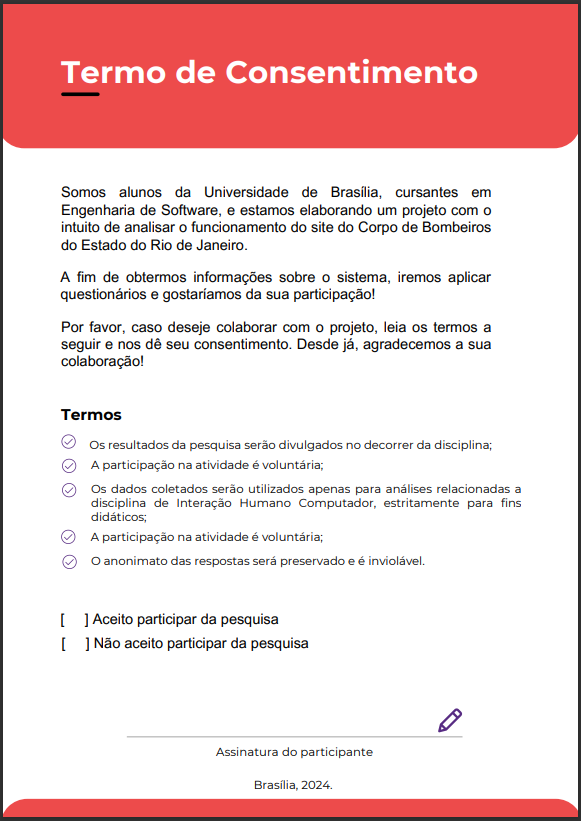 Termo de Consentimento
Somos alunos da Universidade de Brasília, cursantes em
Engenharia de Software, e estamos elaborando um projeto com o
intuito de analisar o funcionamento do site do Corpo de Bombeiros
do Estado do Rio de Janeiro.
A fim de obtermos informações sobre o sistema, iremos aplicar
questionários e gostaríamos da sua participação!
Por favor, caso deseje colaborar com o projeto, leia os termos a
seguir e nos dê seu consentimento. Desde já, agradecemos a sua
colaboração!
Termos
Os resultados da pesquisa serão divulgados no decorrer da disciplina;
A participação na atividade é voluntária;
Os dados coletados serão utilizados apenas para análises relacionadas a
disciplina de Interação Humano Computador, estritamente para fins
didáticos;
A participação na atividade é voluntária;
O anonimato das respostas será preservado e é inviolável.
[ ] Aceito participar da pesquisa
[ ] Não aceito participar da pesquisa
Assinatura do participante
Brasília, 2024.